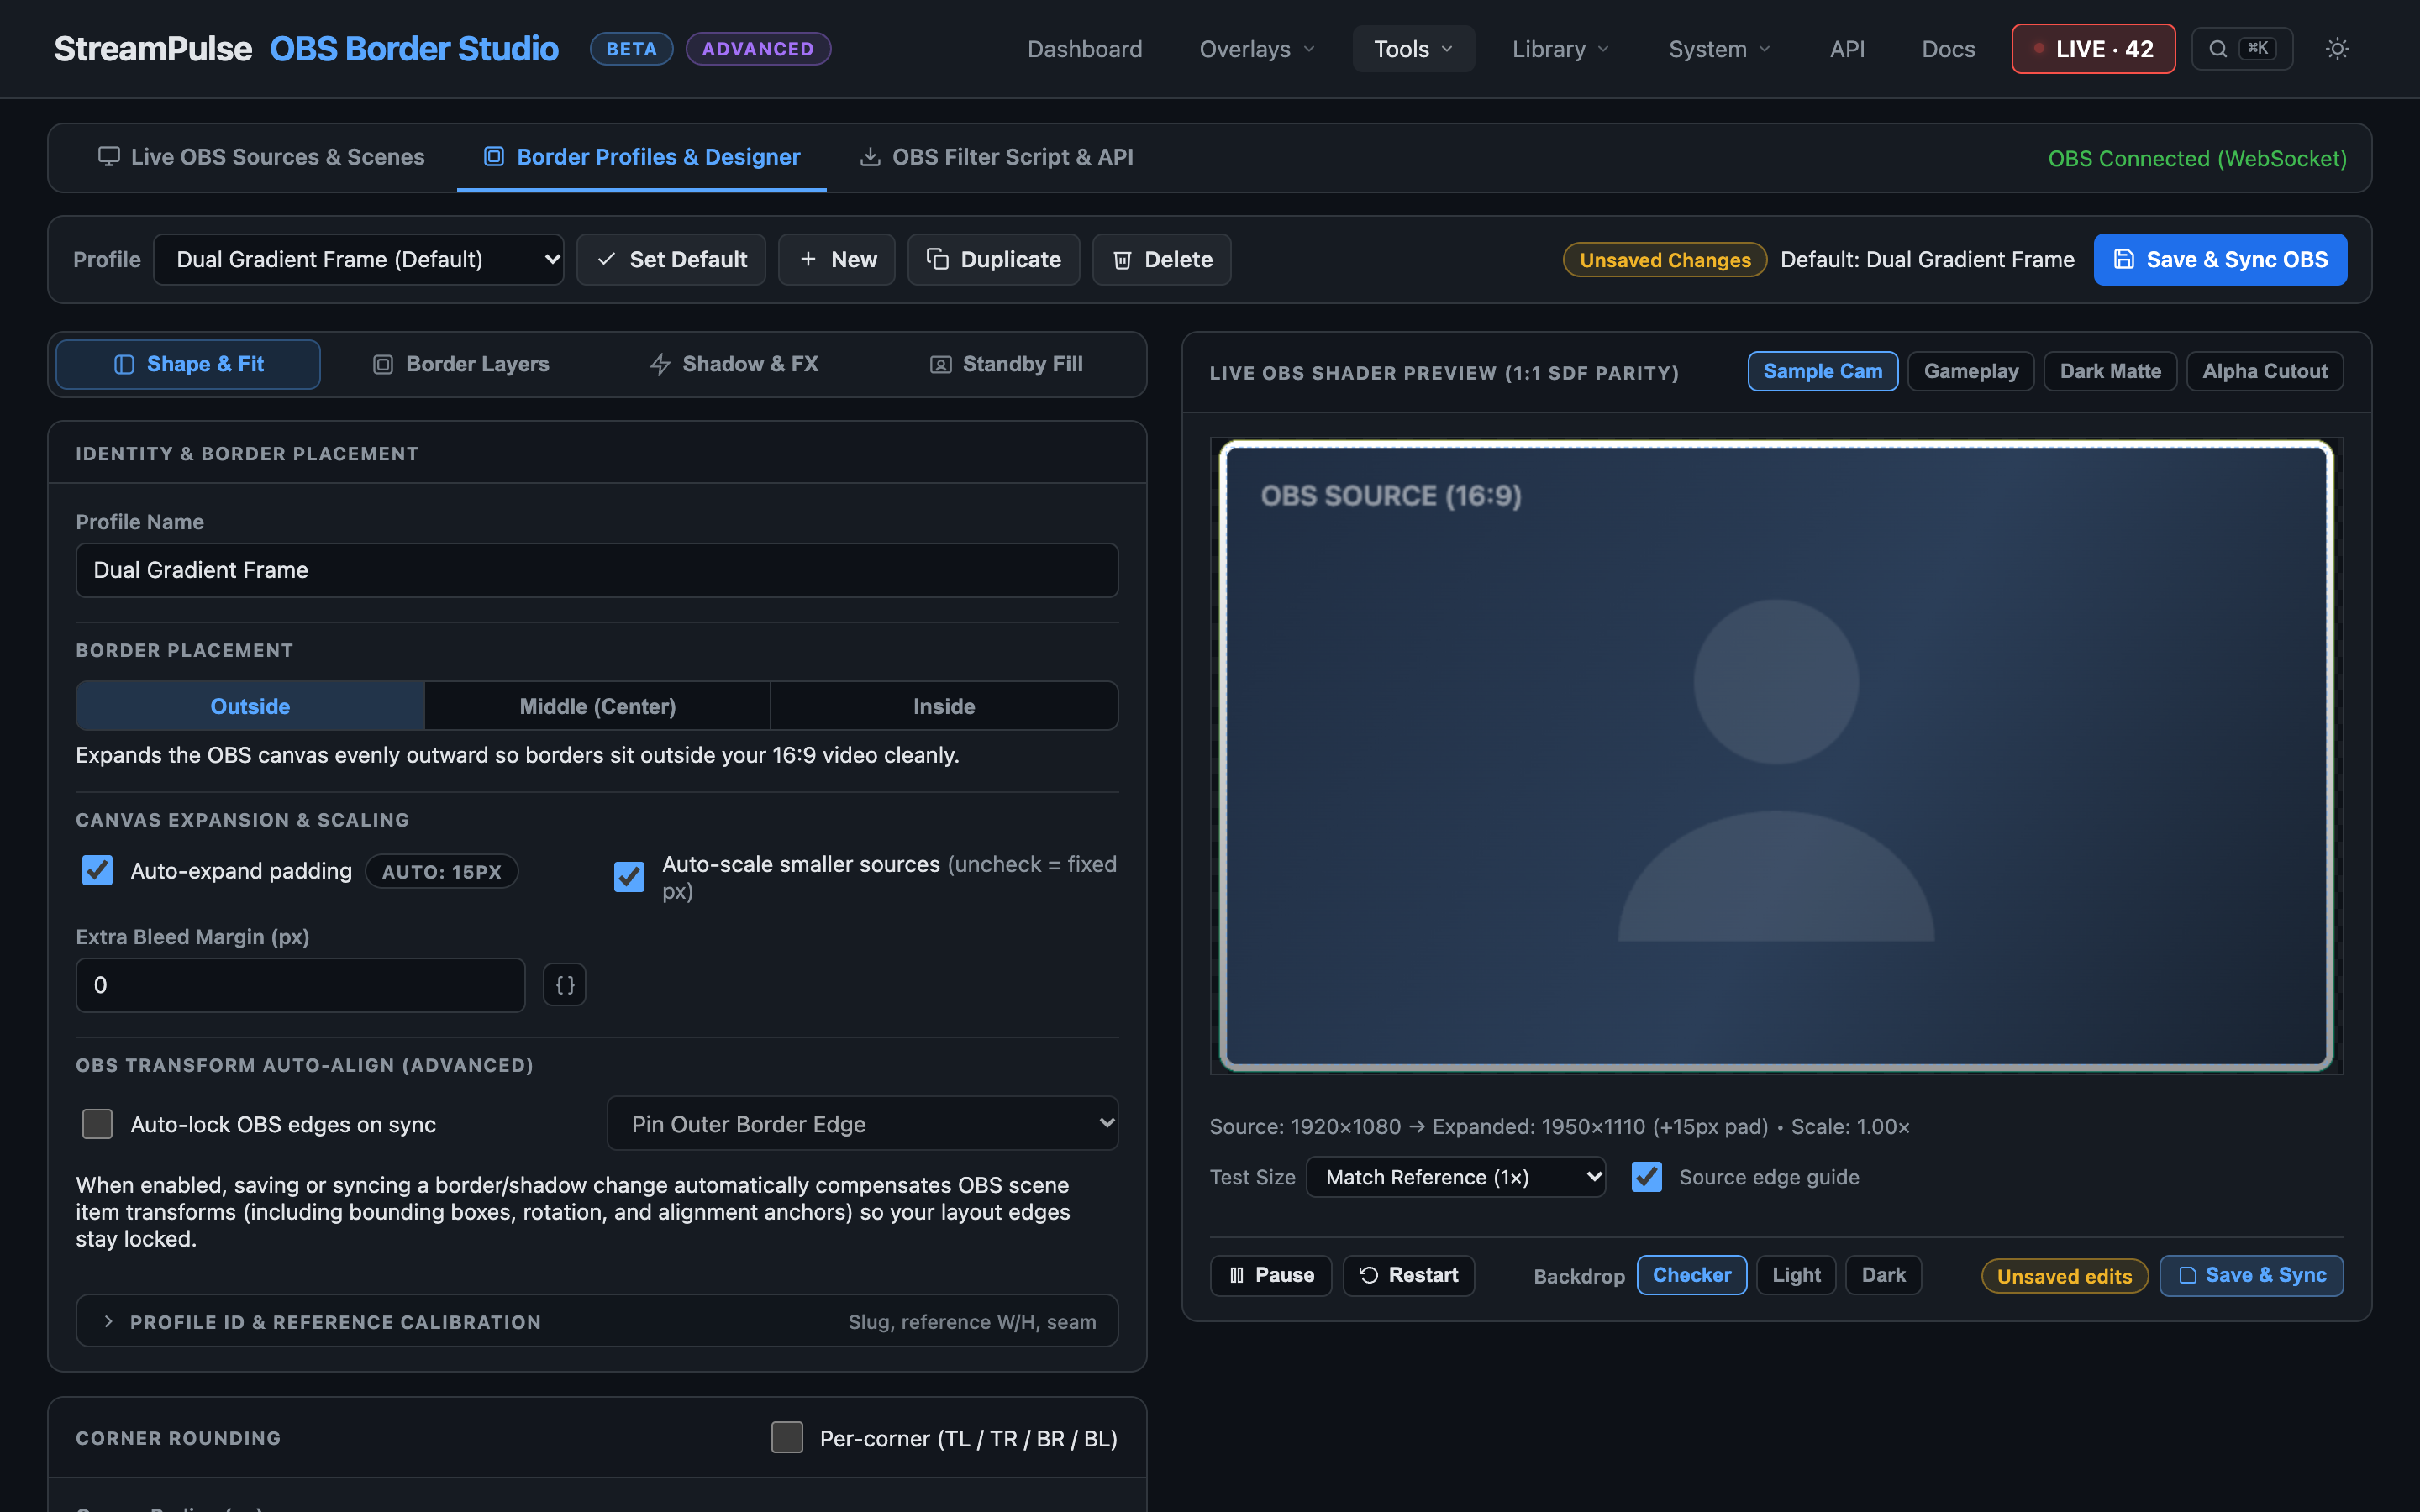 StreamPulse OBS Border Studio BETA ADVANCED Dashboard Overlays Tools Library System API Docs LIVE · 42 ⌘K
Live OBS Sources & Scenes Border Profiles & Designer OBS Filter Script & API OBS Connected (WebSocket)
Profile Dual Gradient Frame (Default) Set Default New Duplicate Delete Unsaved Changes Default: Dual Gradient Frame Save & Sync OBS
Shape & Fit Border Layers Shadow & FX Standby Fill
IDENTITY & BORDER PLACEMENT
Profile Name
Dual Gradient Frame
BORDER PLACEMENT
Outside Middle (Center) Inside
Expands the OBS canvas evenly outward so borders sit outside your 16:9 video cleanly.
CANVAS EXPANSION & SCALING
Auto-expand padding AUTO: 15PX Auto-scale smaller sources (uncheck = fixed
px)
Extra Bleed Margin (px)
0 {}
OBS TRANSFORM AUTO-ALIGN (ADVANCED)
Auto-lock OBS edges on sync Pin Outer Border Edge
When enabled, saving or syncing a border/shadow change automatically compensates OBS scene
item transforms (including bounding boxes, rotation, and alignment anchors) so your layout edges
stay locked.
PROFILE ID & REFERENCE CALIBRATION Slug, reference W/H, seam
CORNER ROUNDING Per-corner (TL / TR / BR / BL)
LIVE OBS SHADER PREVIEW (1:1 SDF PARITY) Sample Cam Gameplay Dark Matte Alpha Cutout
OBS SOURCE (16:9)
Source: 1920×1080 → Expanded: 1950×1110 (+15px pad) • Scale: 1.00×
Test Size Match Reference (1×) Source edge guide
Pause Restart Backdrop Checker Light Dark Unsaved edits Save & Sync